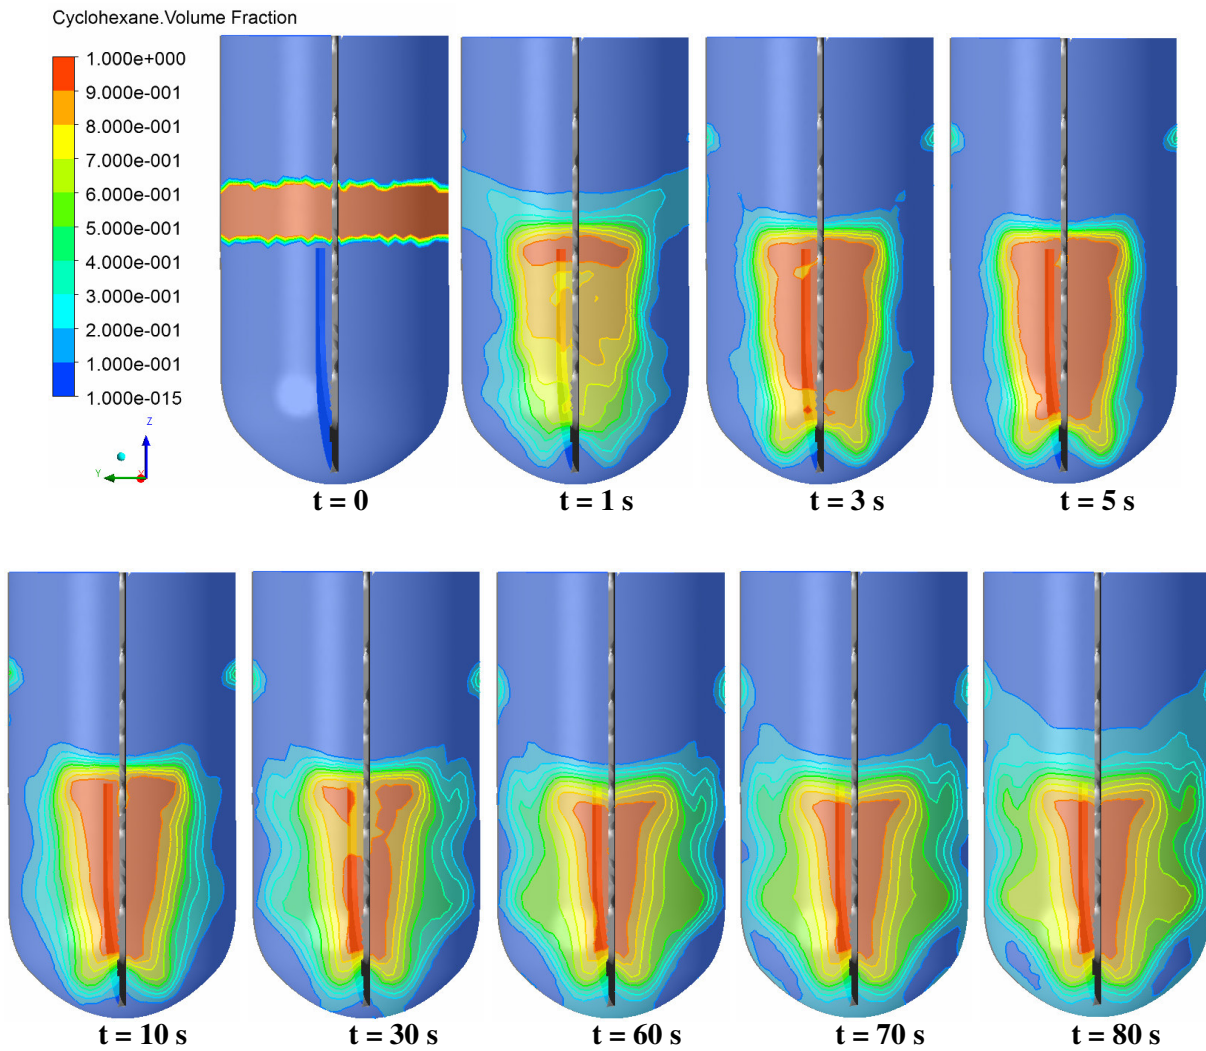 Cyclohexane.Volume Fraction
1.000e+000
9.000e-001
8.000e-001
7.000e-001
6.000e-001
5.000e-001
4.000e-001
3.000e-001
2.000e-001
1.000e-001
1.000e-015
Z
Y
X
t = 0
t = 1 s
t = 3 s
t = 5 s
t = 10 s
t = 30 s
t = 60 s
t = 70 s
t = 80 s